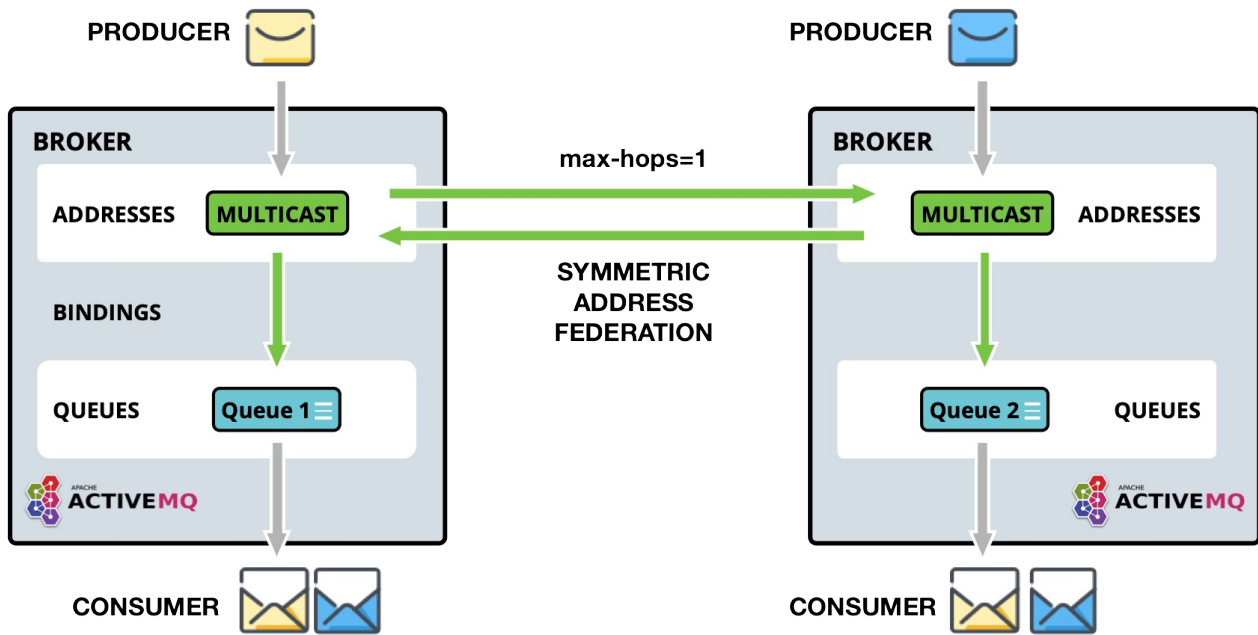 PRODUCER
PRODUCER
BROKER
BROKER
max-hops=1
ADDRESSES
MULTICAST
MULTICAST
ADDRESSES
SYMMETRIC
ADDRESS
FEDERATION
BINDINGS
QUEUES
Queue 1
Queue 2
QUEUES
APACHE
ACTIVEMQ
APACHE
ACTIVEMQ
CONSUMER
CONSUMER